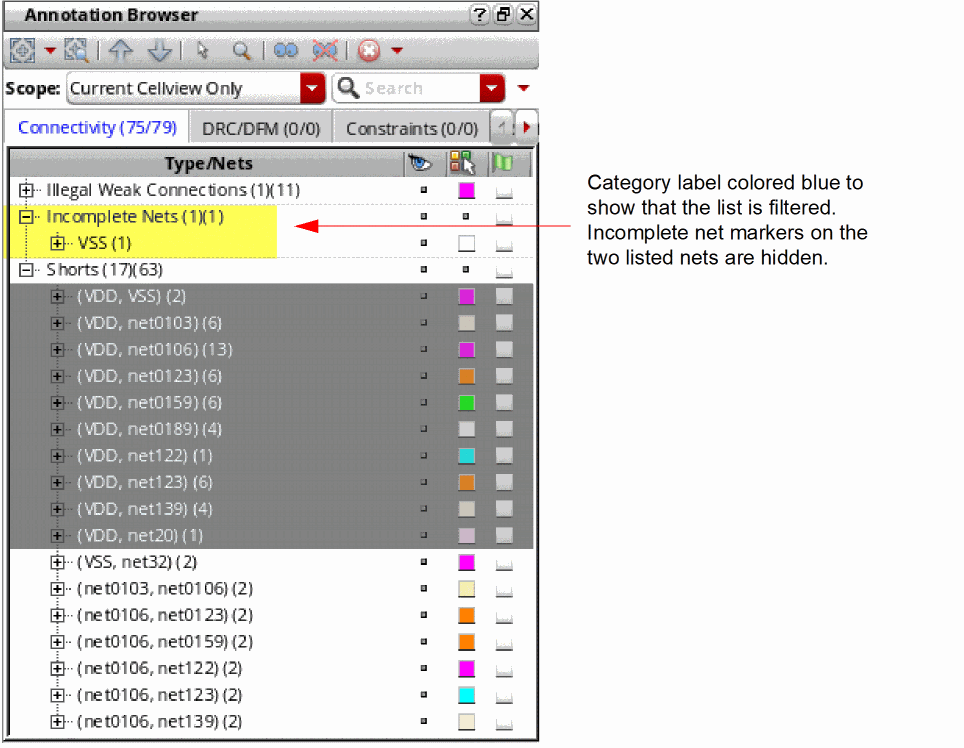 Annotation Browser
Scope: Current Cellview Only Search
Connectivity (75/79) DRC/DFM (0/0) Constraints (0/0)
Type/Nets
Illegal Weak Connections (1)(11)
Incomplete Nets (1)(1)
VSS (1)
Shorts (17)(63)
(VDD, VSS) (2)
(VDD, net0103) (6)
(VDD, net0106) (13)
(VDD, net0123) (6)
(VDD, net0159) (6)
(VDD, net0189) (4)
(VDD, net122) (1)
(VDD, net123) (6)
(VDD, net139) (4)
(VDD, net20) (1)
(VSS, net32) (2)
(net0103, net0106) (2)
(net0106, net0123) (2)
(net0106, net0159) (2)
(net0106, net122) (2)
(net0106, net123) (2)
(net0106, net139) (2)
Category label colored blue to
show that the list is filtered.
Incomplete net markers on the
two listed nets are hidden.